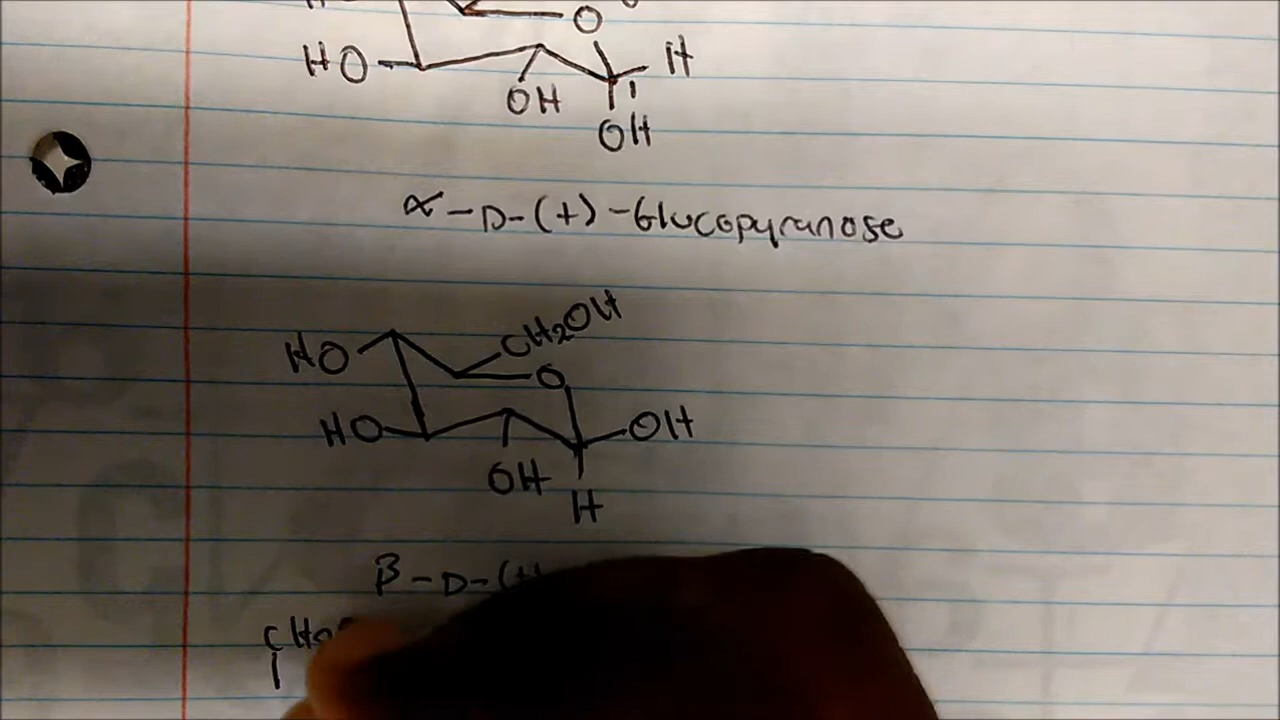 O
HO H
OH
OH
α-D-(+)-Glucopyranose
CH2OH
HO
O
HO OH
OH
H
β-D-(+